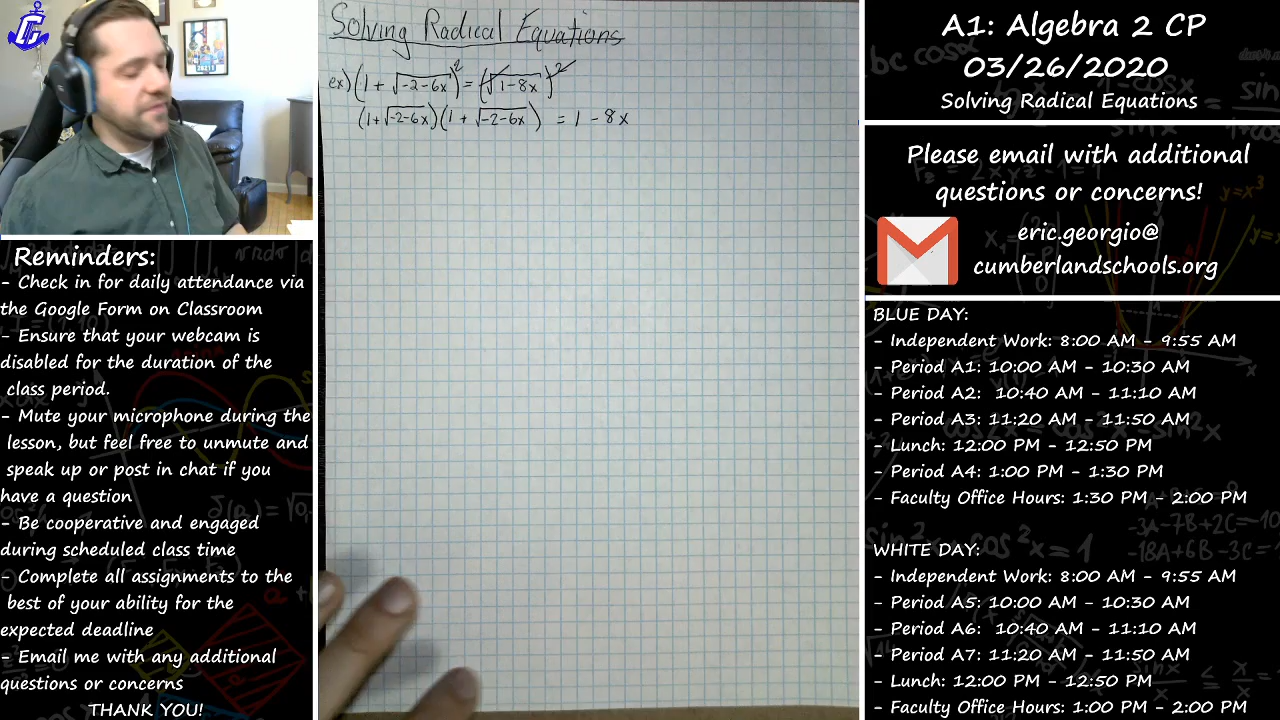 Solving Radical Equations
ex) (1 + √-2-6x)² = (√1-8x)²
(1+√-2-6x)(1 + √-2-6x) = 1 - 8x
Reminders:
- Check in for daily attendance via
the Google Form on Classroom
- Ensure that your webcam is
disabled for the duration of the
class period.
- Mute your microphone during the
lesson, but feel free to unmute and
speak up or post in chat if you
have a question
- Be cooperative and engaged
during scheduled class time
- Complete all assignments to the
best of your ability for the
expected deadline
- Email me with any additional
questions or concerns
THANK YOU!
A1: Algebra 2 CP
03/26/2020
Solving Radical Equations
Please email with additional
questions or concerns!
eric.georgio@
cumberlandschools.org
BLUE DAY:
- Independent Work: 8:00 AM - 9:55 AM
- Period A1: 10:00 AM - 10:30 AM
- Period A2: 10:40 AM - 11:10 AM
- Period A3: 11:20 AM - 11:50 AM
- Lunch: 12:00 PM - 12:50 PM
- Period A4: 1:00 PM - 1:30 PM
- Faculty Office Hours: 1:30 PM - 2:00 PM
WHITE DAY:
- Independent Work: 8:00 AM - 9:55 AM
- Period A5: 10:00 AM - 10:30 AM
- Period A6: 10:40 AM - 11:10 AM
- Period A7: 11:20 AM - 11:50 AM
- Lunch: 12:00 PM - 12:50 PM
- Faculty Office Hours: 1:00 PM - 2:00 PM